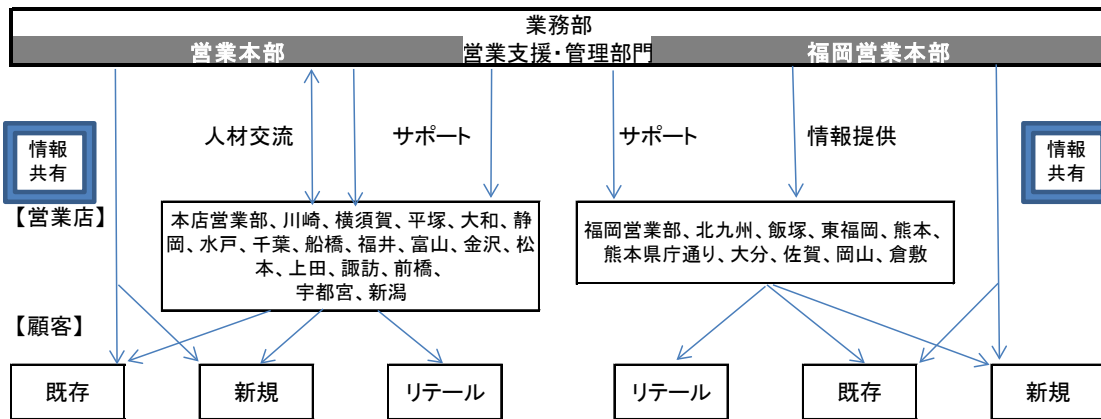 業務部
営業本部
営業支援・管理部門
福岡営業本部
人材交流
サポート
サポート
情報提供
情報
共有
情報
共有
【営業店】
本店営業部、川崎、横須賀、平塚、大和、静
岡、水戸、千葉、船橋、福井、富山、金沢、松
本、上田、諏訪、前橋、
宇都宮、新潟
福岡営業部、北九州、飯塚、東福岡、熊本、
熊本県庁通り、大分、佐賀、岡山、倉敷
【顧客】
既存
新規
リテール
リテール
既存
新規